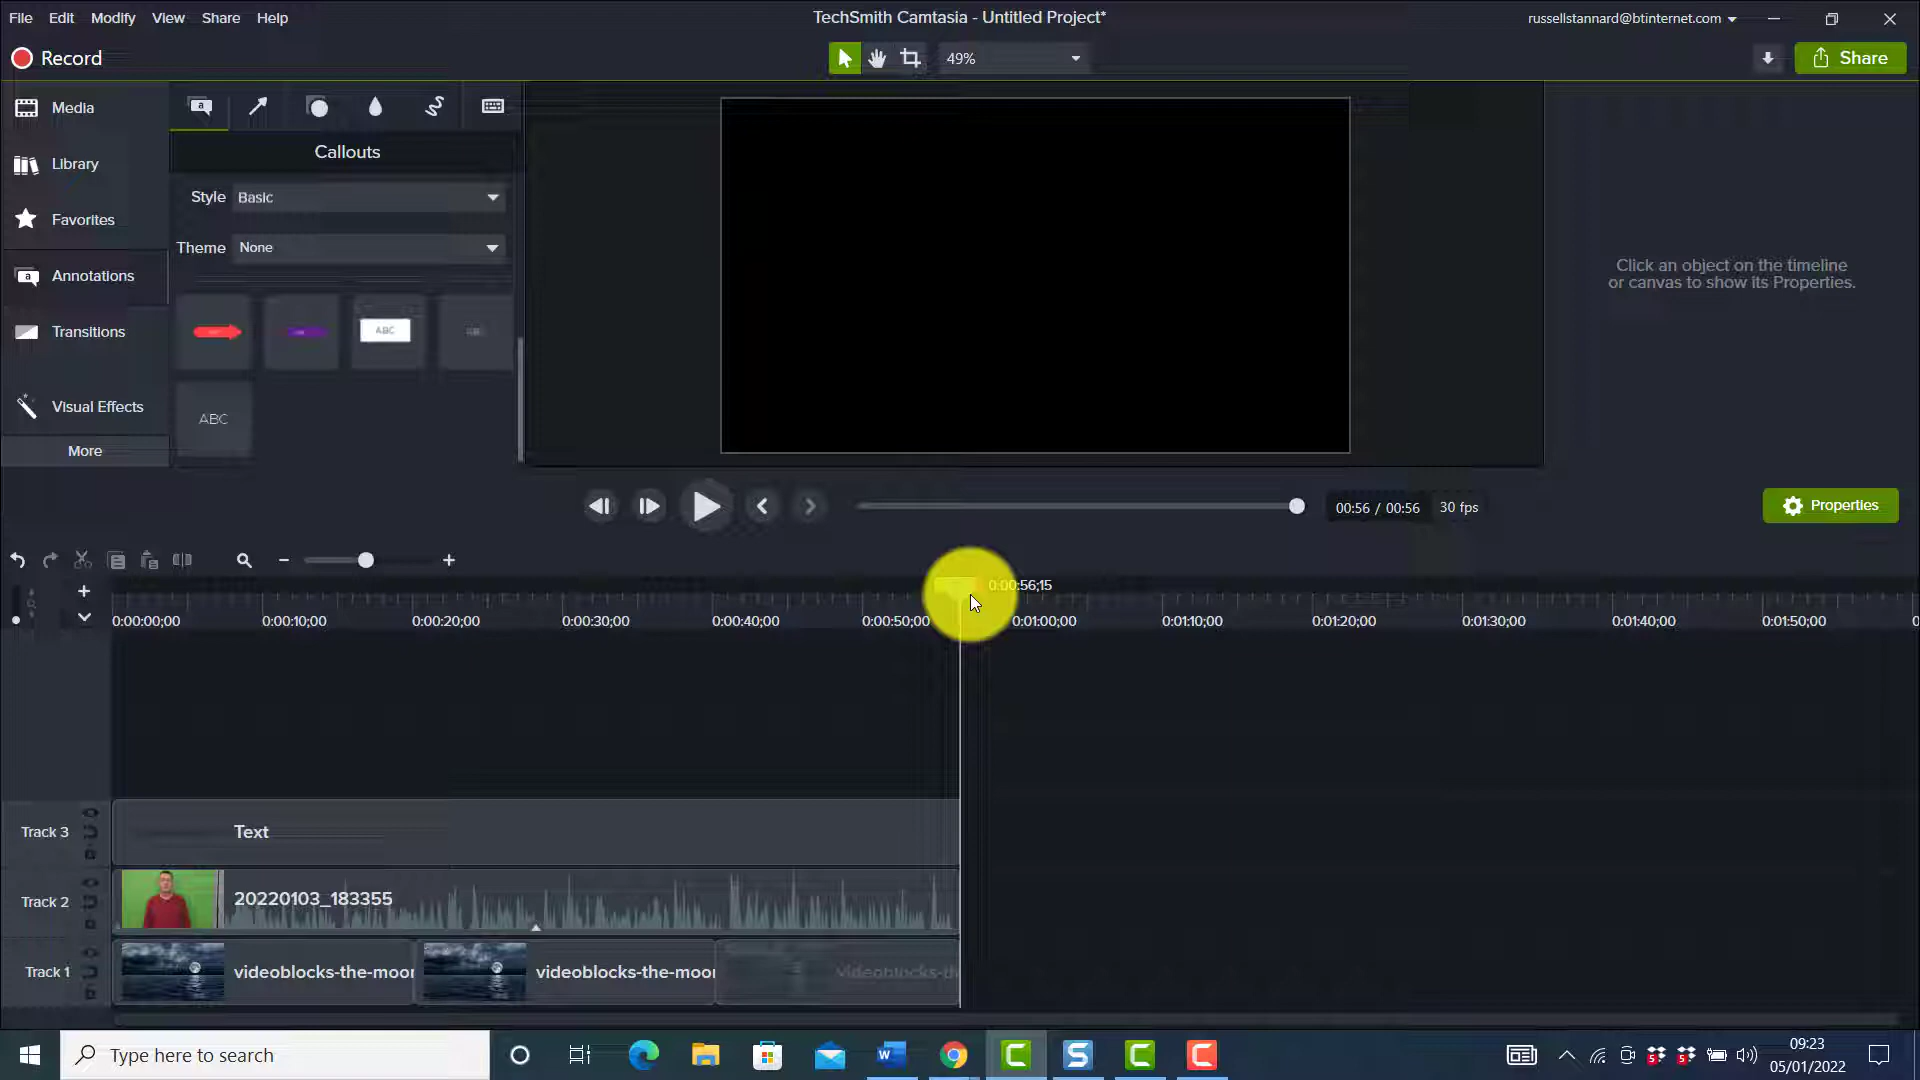 File Edit Modify View Share Help
TechSmith Camtasia - Untitled Project*
russellstannard@btinternet.com
Record
49%
Share
Media
Library
Favorites
Annotations
Transitions
Visual Effects
More
a
Callouts
Style Basic
Theme None
ABC
ABC
Click an object on the timeline
or canvas to show its Properties.
00:56 / 00:56 30 fps
Properties
0:00:56;15
0:00:00;00 0:00:10;00 0:00:20;00 0:00:30;00 0:00:40;00 0:00:50;00 0:01:00;00 0:01:10;00 0:01:20;00 0:01:30;00 0:01:40;00 0:01:50;00
Track 3 Text
Track 2 20220103_183355
Track 1 videoblocks-the-moon videoblocks-the-moon
Type here to search
09:23
05/01/2022